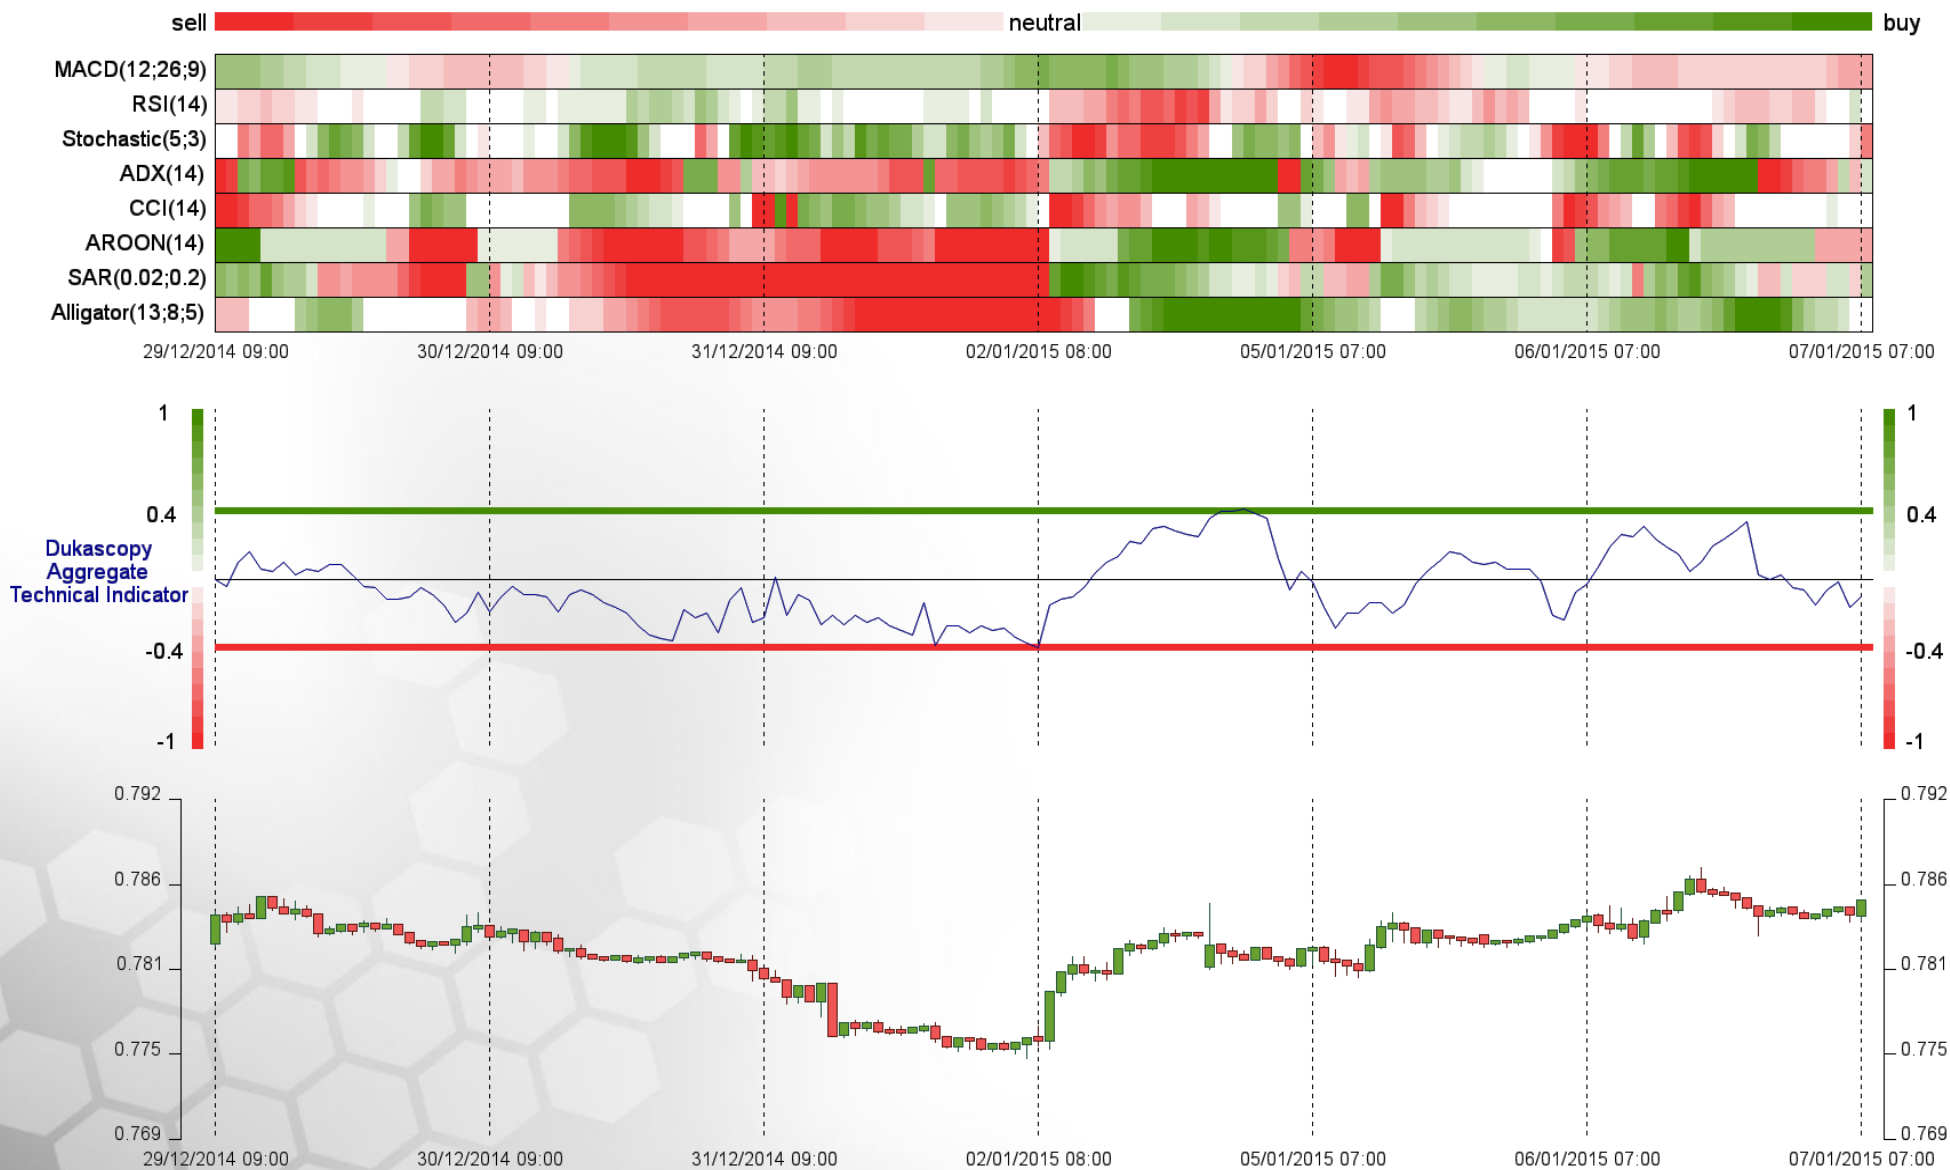 sell neutral buy
MACD(12;26;9)
RSI(14)
Stochastic(5;3)
ADX(14)
CCI(14)
AROON(14)
SAR(0.02;0.2)
Alligator(13;8;5)
29/12/2014 09:00 30/12/2014 09:00 31/12/2014 09:00 02/01/2015 08:00 05/01/2015 07:00 06/01/2015 07:00 07/01/2015 07:00
1 1
0.4 0.4
Dukascopy
Aggregate
Technical Indicator
-0.4 -0.4
-1 -1
0.792 0.792
0.786 0.786
0.781 0.781
0.775 0.775
0.769 0.769
29/12/2014 09:00 30/12/2014 09:00 31/12/2014 09:00 02/01/2015 08:00 05/01/2015 07:00 06/01/2015 07:00 07/01/2015 07:00